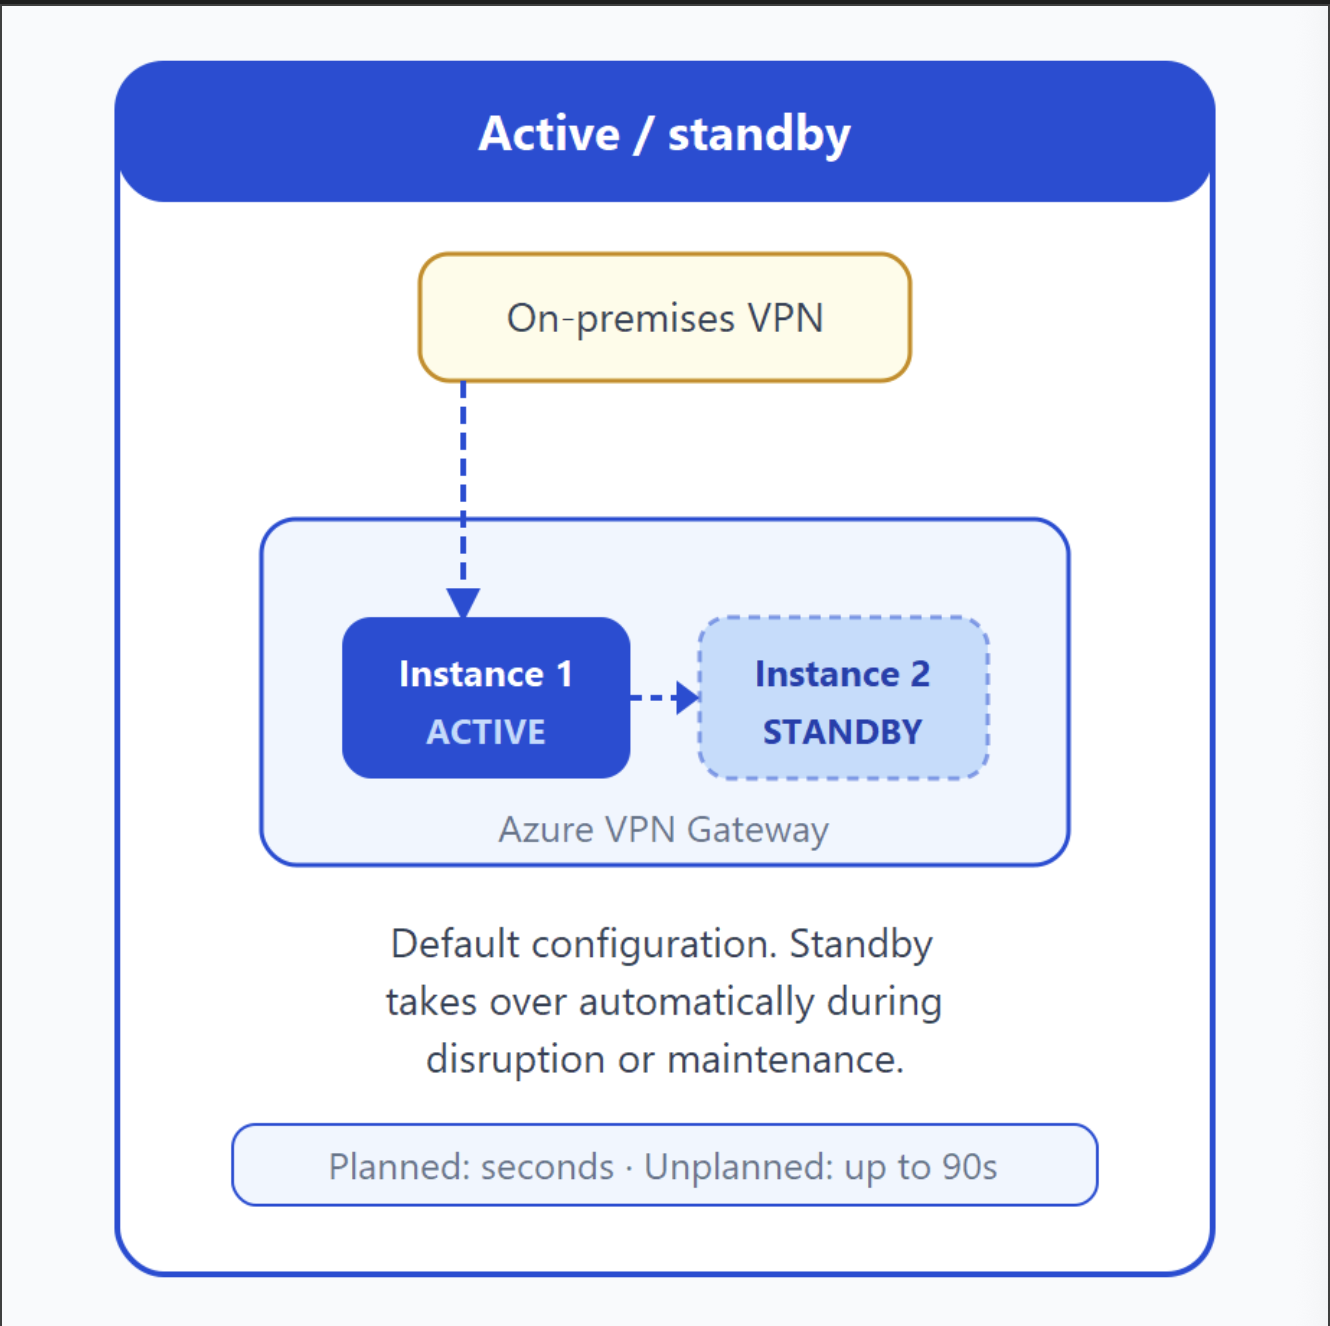 Active / standby
On-premises VPN
Instance 1
ACTIVE
Instance 2
STANDBY
Azure VPN Gateway
Default configuration. Standby
takes over automatically during
disruption or maintenance.
Planned: seconds · Unplanned: up to 90s